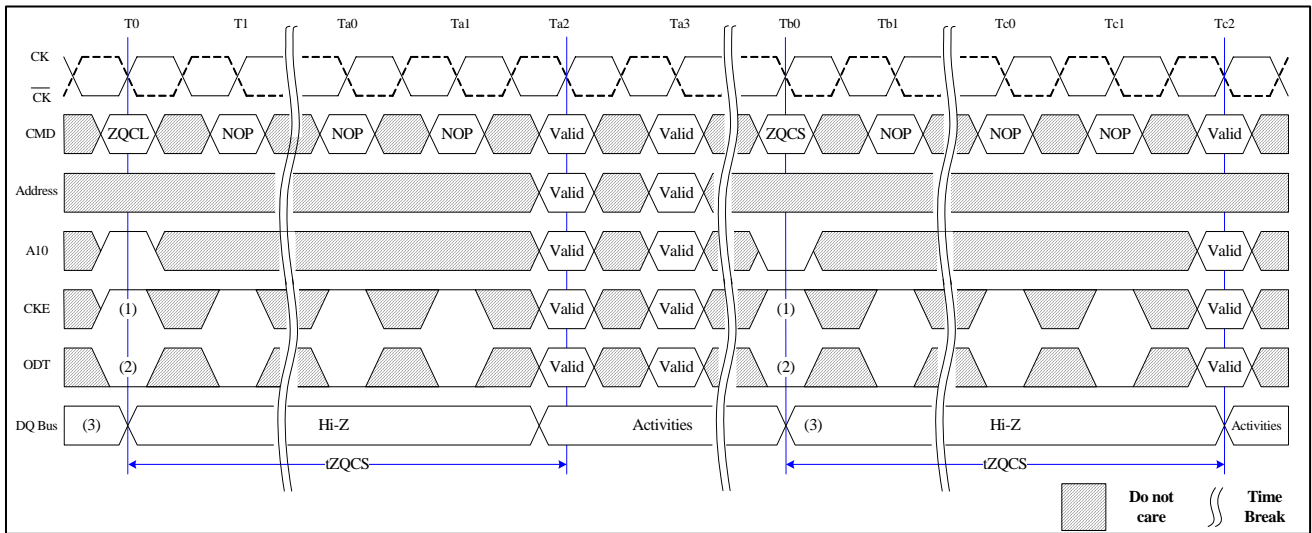 T0 T1 Ta0 Ta1 Ta2 Ta3 Tb0 Tb1 Tc0 Tc1 Tc2
CK
CK
CMD ZQCL NOP NOP NOP Valid Valid ZQCS NOP NOP NOP Valid
Address Valid Valid
A10 Valid Valid Valid
CKE (1) Valid Valid (1) Valid
ODT (2) Valid Valid (2) Valid
DQ Bus (3) Hi-Z Activities (3) Hi-Z Activities
tZQCS tZQCS
Do not care
Time Break